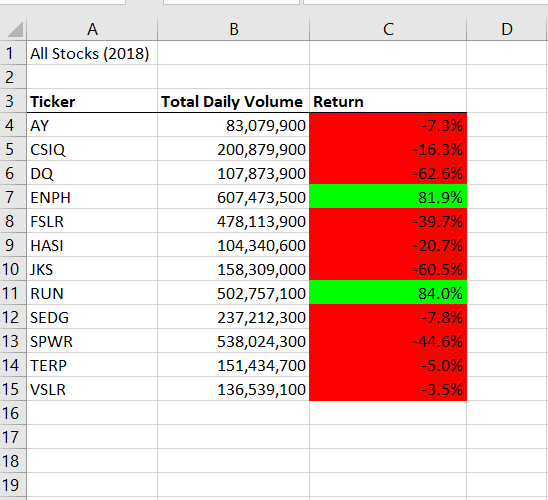 A B C D
1 All Stocks (2018)
2
3 Ticker Total Daily Volume Return
4 AY 83,079,900 -7.3%
5 CSIQ 200,879,900 -16.3%
6 DQ 107,873,900 -62.6%
7 ENPH 607,473,500 81.9%
8 FSLR 478,113,900 -39.7%
9 HASI 104,340,600 -20.7%
10 JKS 158,309,000 -60.5%
11 RUN 502,757,100 84.0%
12 SEDG 237,212,300 -7.8%
13 SPWR 538,024,300 -44.6%
14 TERP 151,434,700 -5.0%
15 VSLR 136,539,100 -3.5%
16
17
18
19